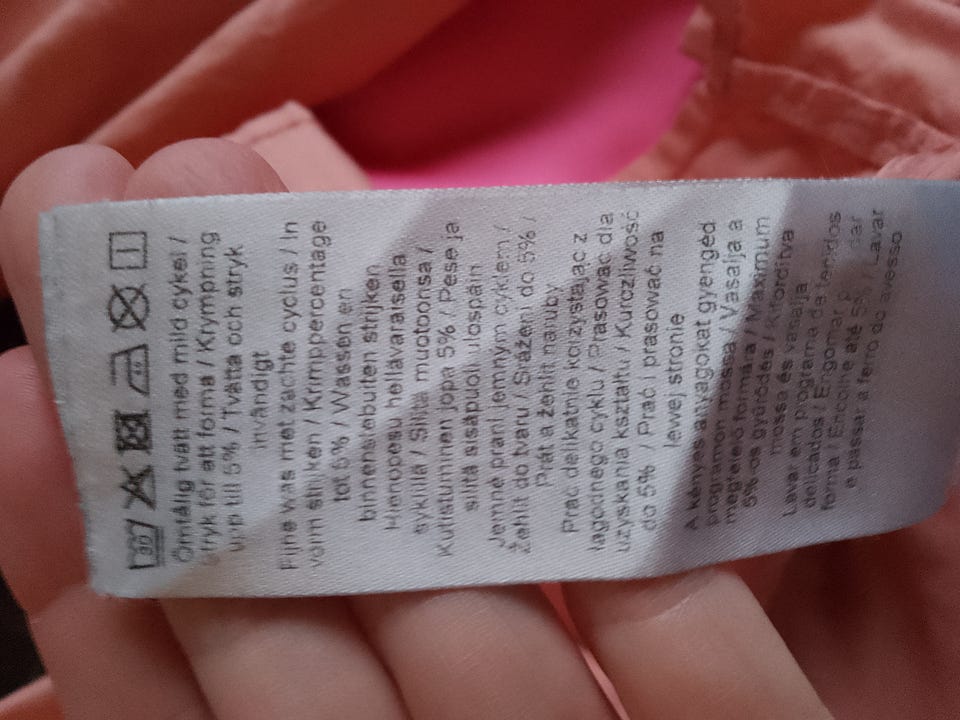 30
Ömtålig tvätt med mild cykel /
Stryk för att forma / Krympning
upp till 5% / Tvätta och stryk
invändigt
Fijne was met zachte cyclus / In
vorm strijken / Krimppercentage
tot 5% / Wassen en
binnenstebuiten strijken
Hienopesu hellävaraisella
syklillä / Silitä muotoonsa /
Kutistuminen jopa 5% / Pese ja
silitä sisäpuoli ulospäin
Jemné praní jemným cyklem /
Žehlit do tvaru / Srážení do 5% /
Prát a žehlit naruby
Prać delikatnie korzystając z
łagodnego cyklu / Prasować dla
uzyskania kształtu / Kurczliwość
do 5% / Prać i prasować na
lewej stronie
A kényes anyagokat gyengéd
programon mossa / Vasalja a
megfelelő formára / Maximum
5%-os gyűrődés / Kifordítva
mossa és vasalja
Lavar em programa de tecidos
delicados / Engomar a dar
forma / Encolhe até 5% / Lavar
e passar a ferro do avesso